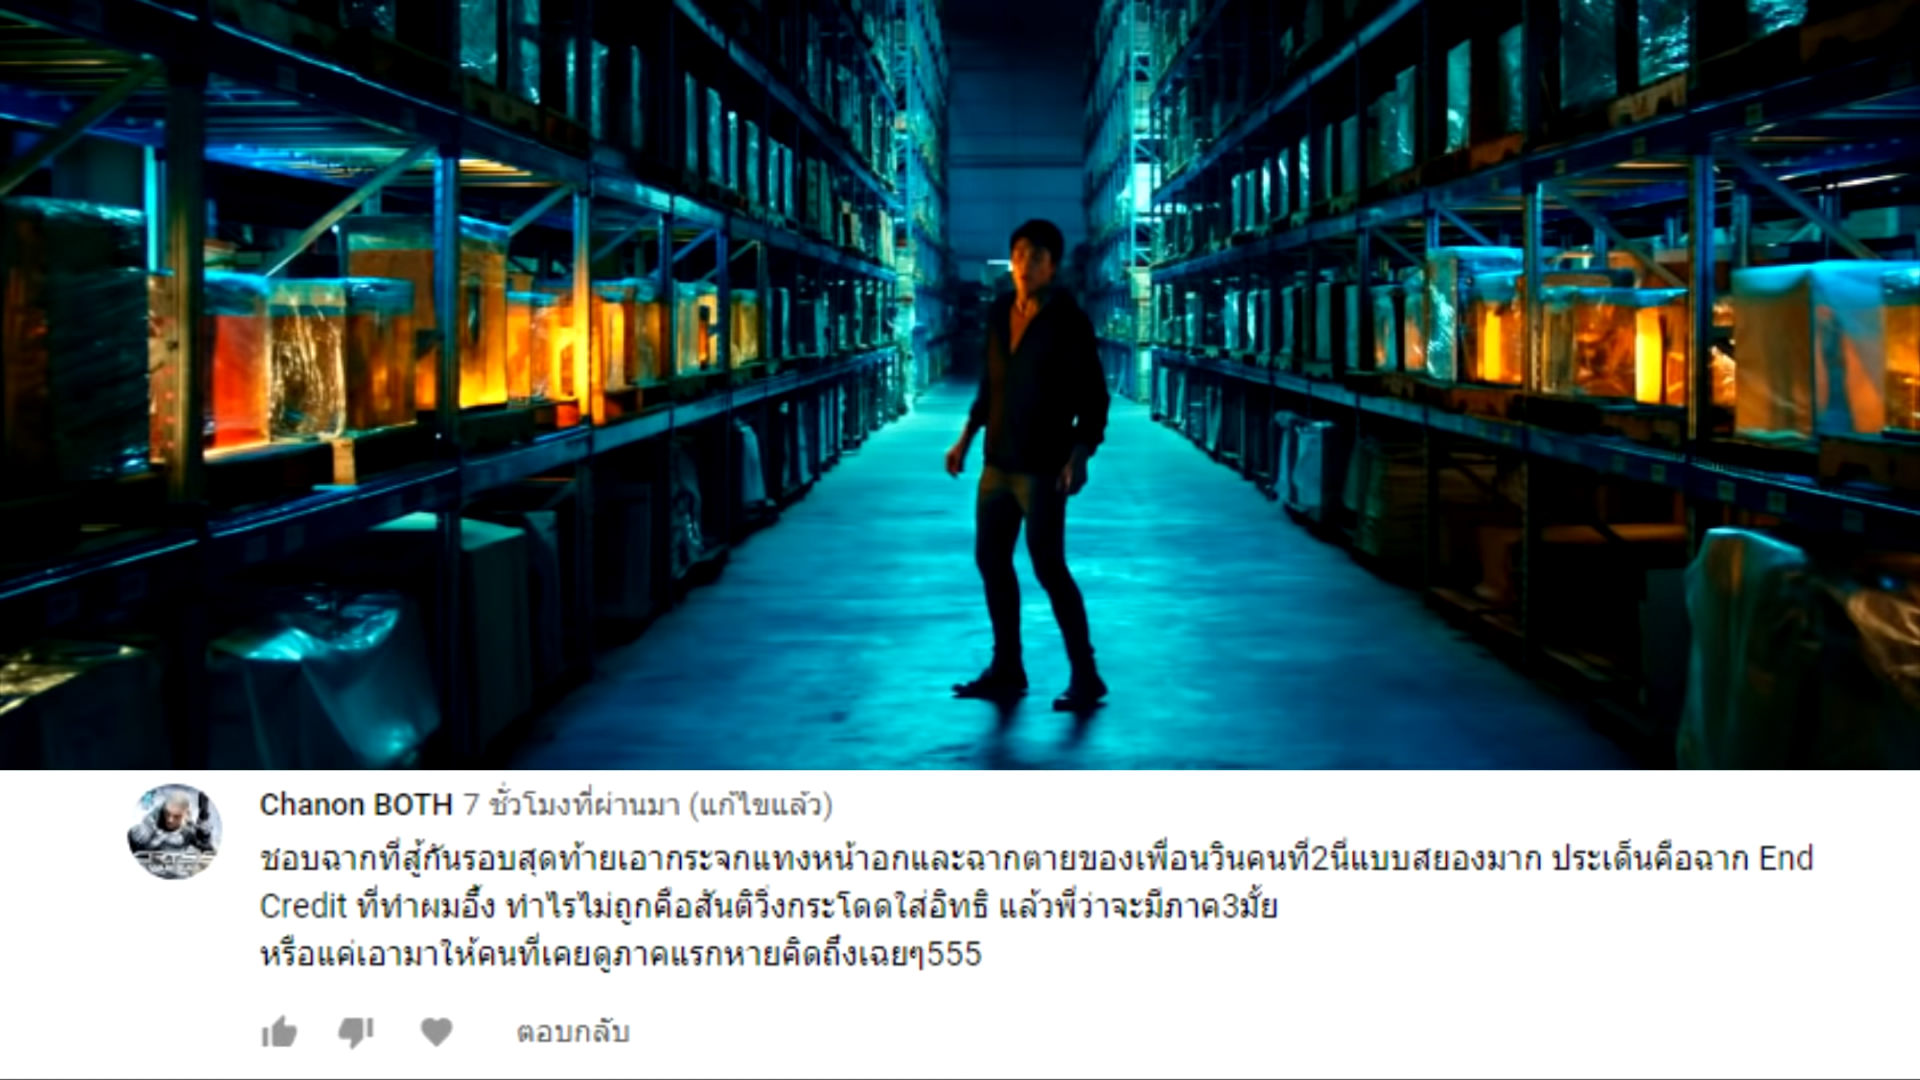 Chanon BOTH 7 ชั่วโมงที่ผ่านมา (แก้ไขแล้ว)
ชอบฉากที่สู้กันรอบสุดท้ายเอากระจกแทงหน้าอกและฉากตายของเพื่อนวินคนที่2นี่แบบสยองมาก ประเด็นคือฉาก End
Credit ที่ทำผมอึ้ง ทำไรไม่ถูกคือสันติวิ่งกระโดดใส่อิทธิ แล้วพี่ว่าจะมีภาค3มั้ย
หรือแค่เอามาให้คนที่เคยดูภาคแรกหายคิดถึงเฉยๆ555
ตอบกลับ